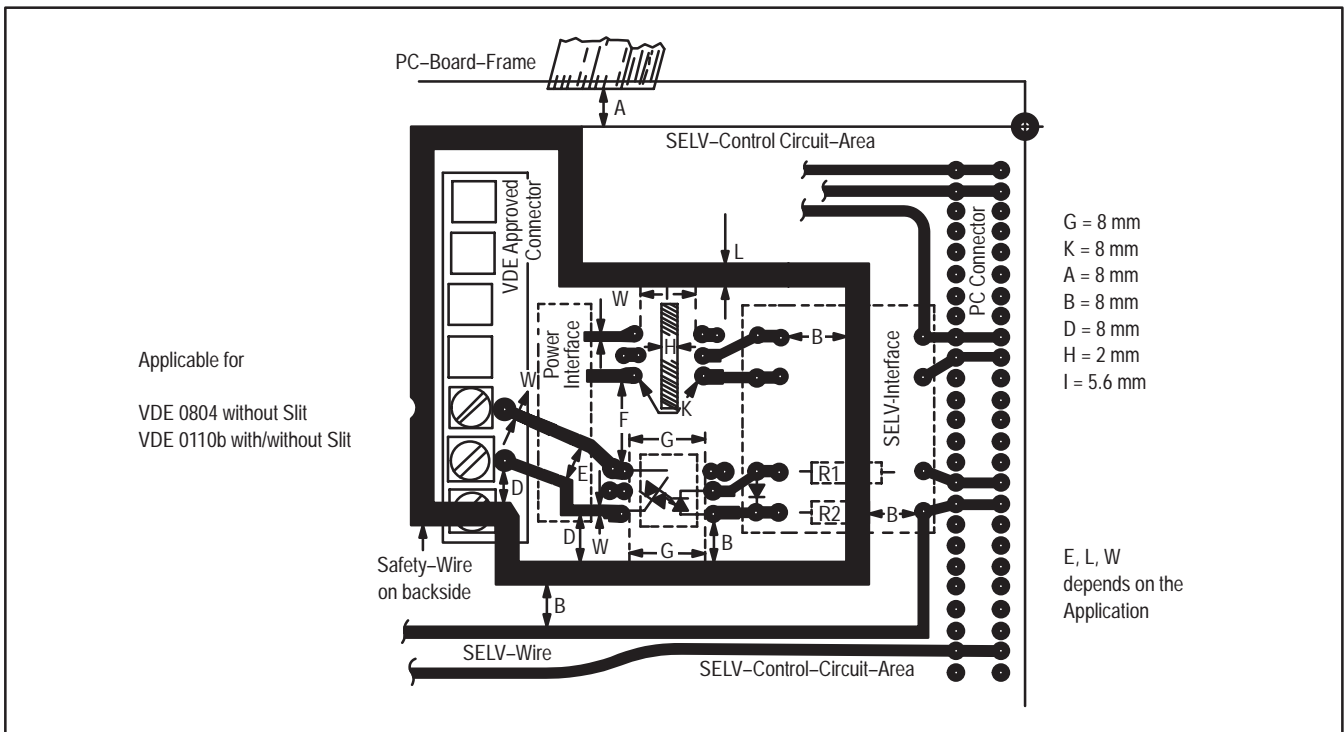 PC–Board–Frame
A
SELV–Control Circuit–Area
VDE Approved
Connector
L
W
PC Connector
G = 8 mm
K = 8 mm
A = 8 mm
B = 8 mm
D = 8 mm
H = 2 mm
I = 5.6 mm
I
Applicable for
VDE 0804 without Slit
VDE 0110b with/without Slit
W
Power
Interface
H
B
SELV-Interface
F
K
G
E
D
R1
R2
B
D
W
G
B
Safety–Wire
on backside
B
E, L, W
depends on the
Application
SELV–Wire
SELV–Control–Circuit–Area